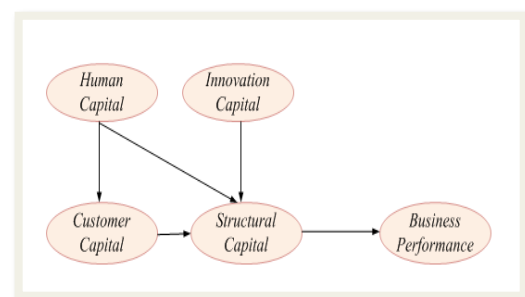 Human
Capital
Innovation
Capital
Customer
Capital
Structural
Capital
Business
Performance